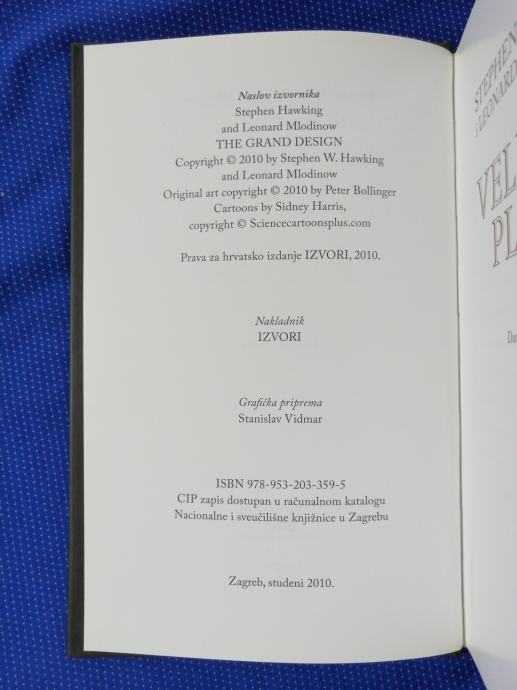 Naslov izvornika
Stephen Hawking
and Leonard Mlodinow
THE GRAND DESIGN
Copyright © 2010 by Stephen W. Hawking
and Leonard Mlodinow
Original art copyright © 2010 by Peter Bollinger
Cartoons by Sidney Harris,
copyright © Sciencecartoonsplus.com
Prava za hrvatsko izdanje IZVORI, 2010.
Nakladnik
IZVORI
Grafička priprema
Stanislav Vidmar
ISBN 978-953-203-359-5
CIP zapis dostupan u računalnom katalogu
Nacionalne i sveučilišne knjižnice u Zagrebu
Zagreb, studeni 2010.
STEPHEN
i LEONARD